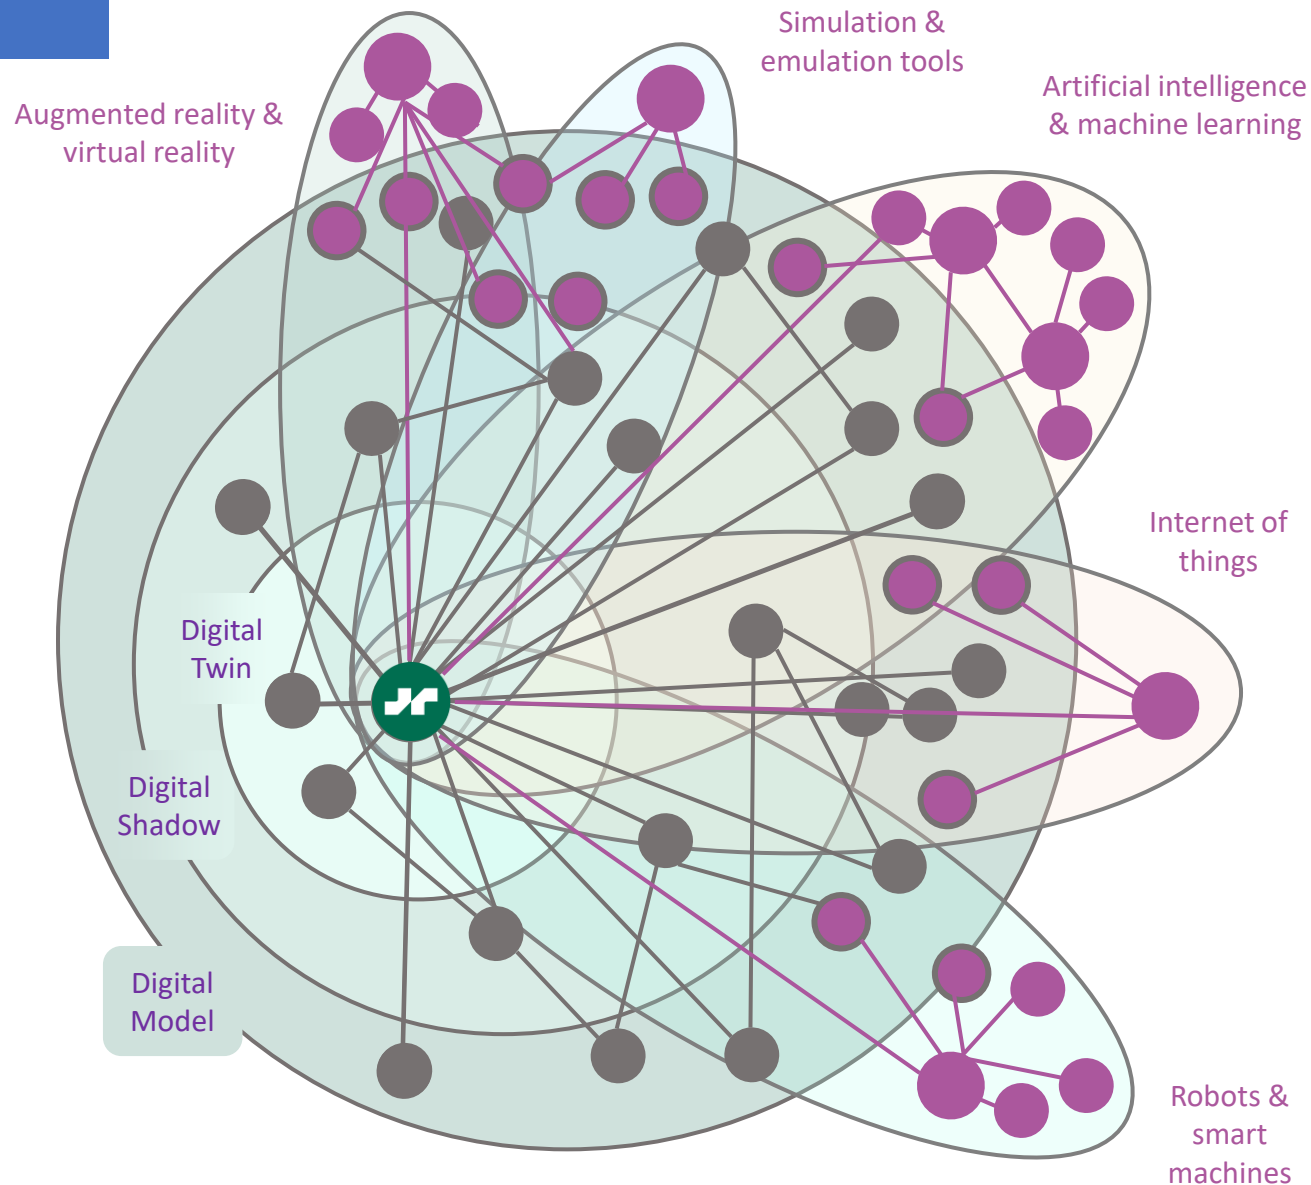 Simulation &
emulation tools
Artificial intelligence
& machine learning
Augmented reality &
virtual reality
Internet of
things
Digital
Twin
Digital
Shadow
Digital
Model
Robots &
smart
machines